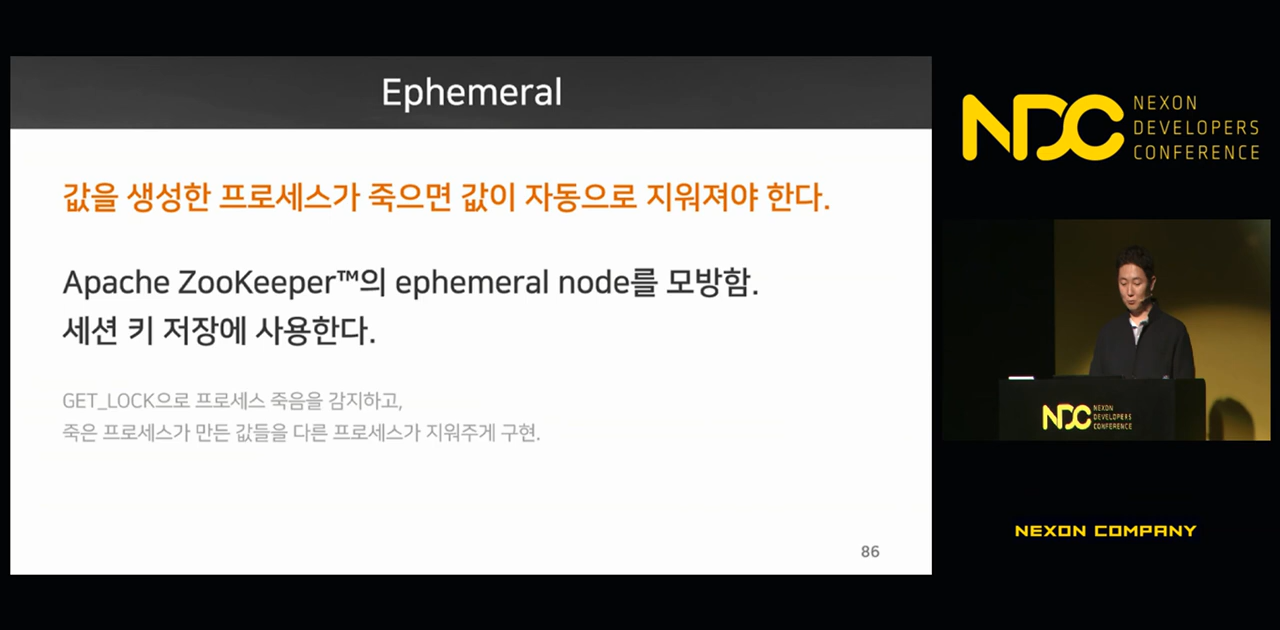 Ephemeral
값을 생성한 프로세스가 죽으면 값이 자동으로 지워져야 한다.
Apache ZooKeeper™의 ephemeral node를 모방함.
세션 키 저장에 사용한다.
GET_LOCK으로 프로세스 죽음을 감지하고,
죽은 프로세스가 만든 값들을 다른 프로세스가 지워주게 구현.
86
NDC
NEXON
DEVELOPERS
CONFERENCE
NDC
NEXON
DEVELOPERS
CONFERENCE
NEXON COMPANY